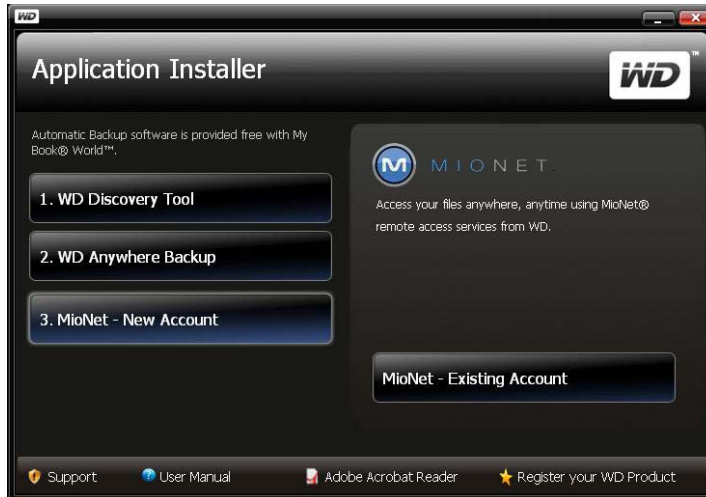 WD
Application Installer
WD™
Automatic Backup software is provided free with My
Book® World™.
1. WD Discovery Tool
2. WD Anywhere Backup
3. MioNet - New Account
M MIONET
Access your files anywhere, anytime using MioNet®
remote access services from WD.
MioNet - Existing Account
Support User Manual Adobe Acrobat Reader Register your WD Product